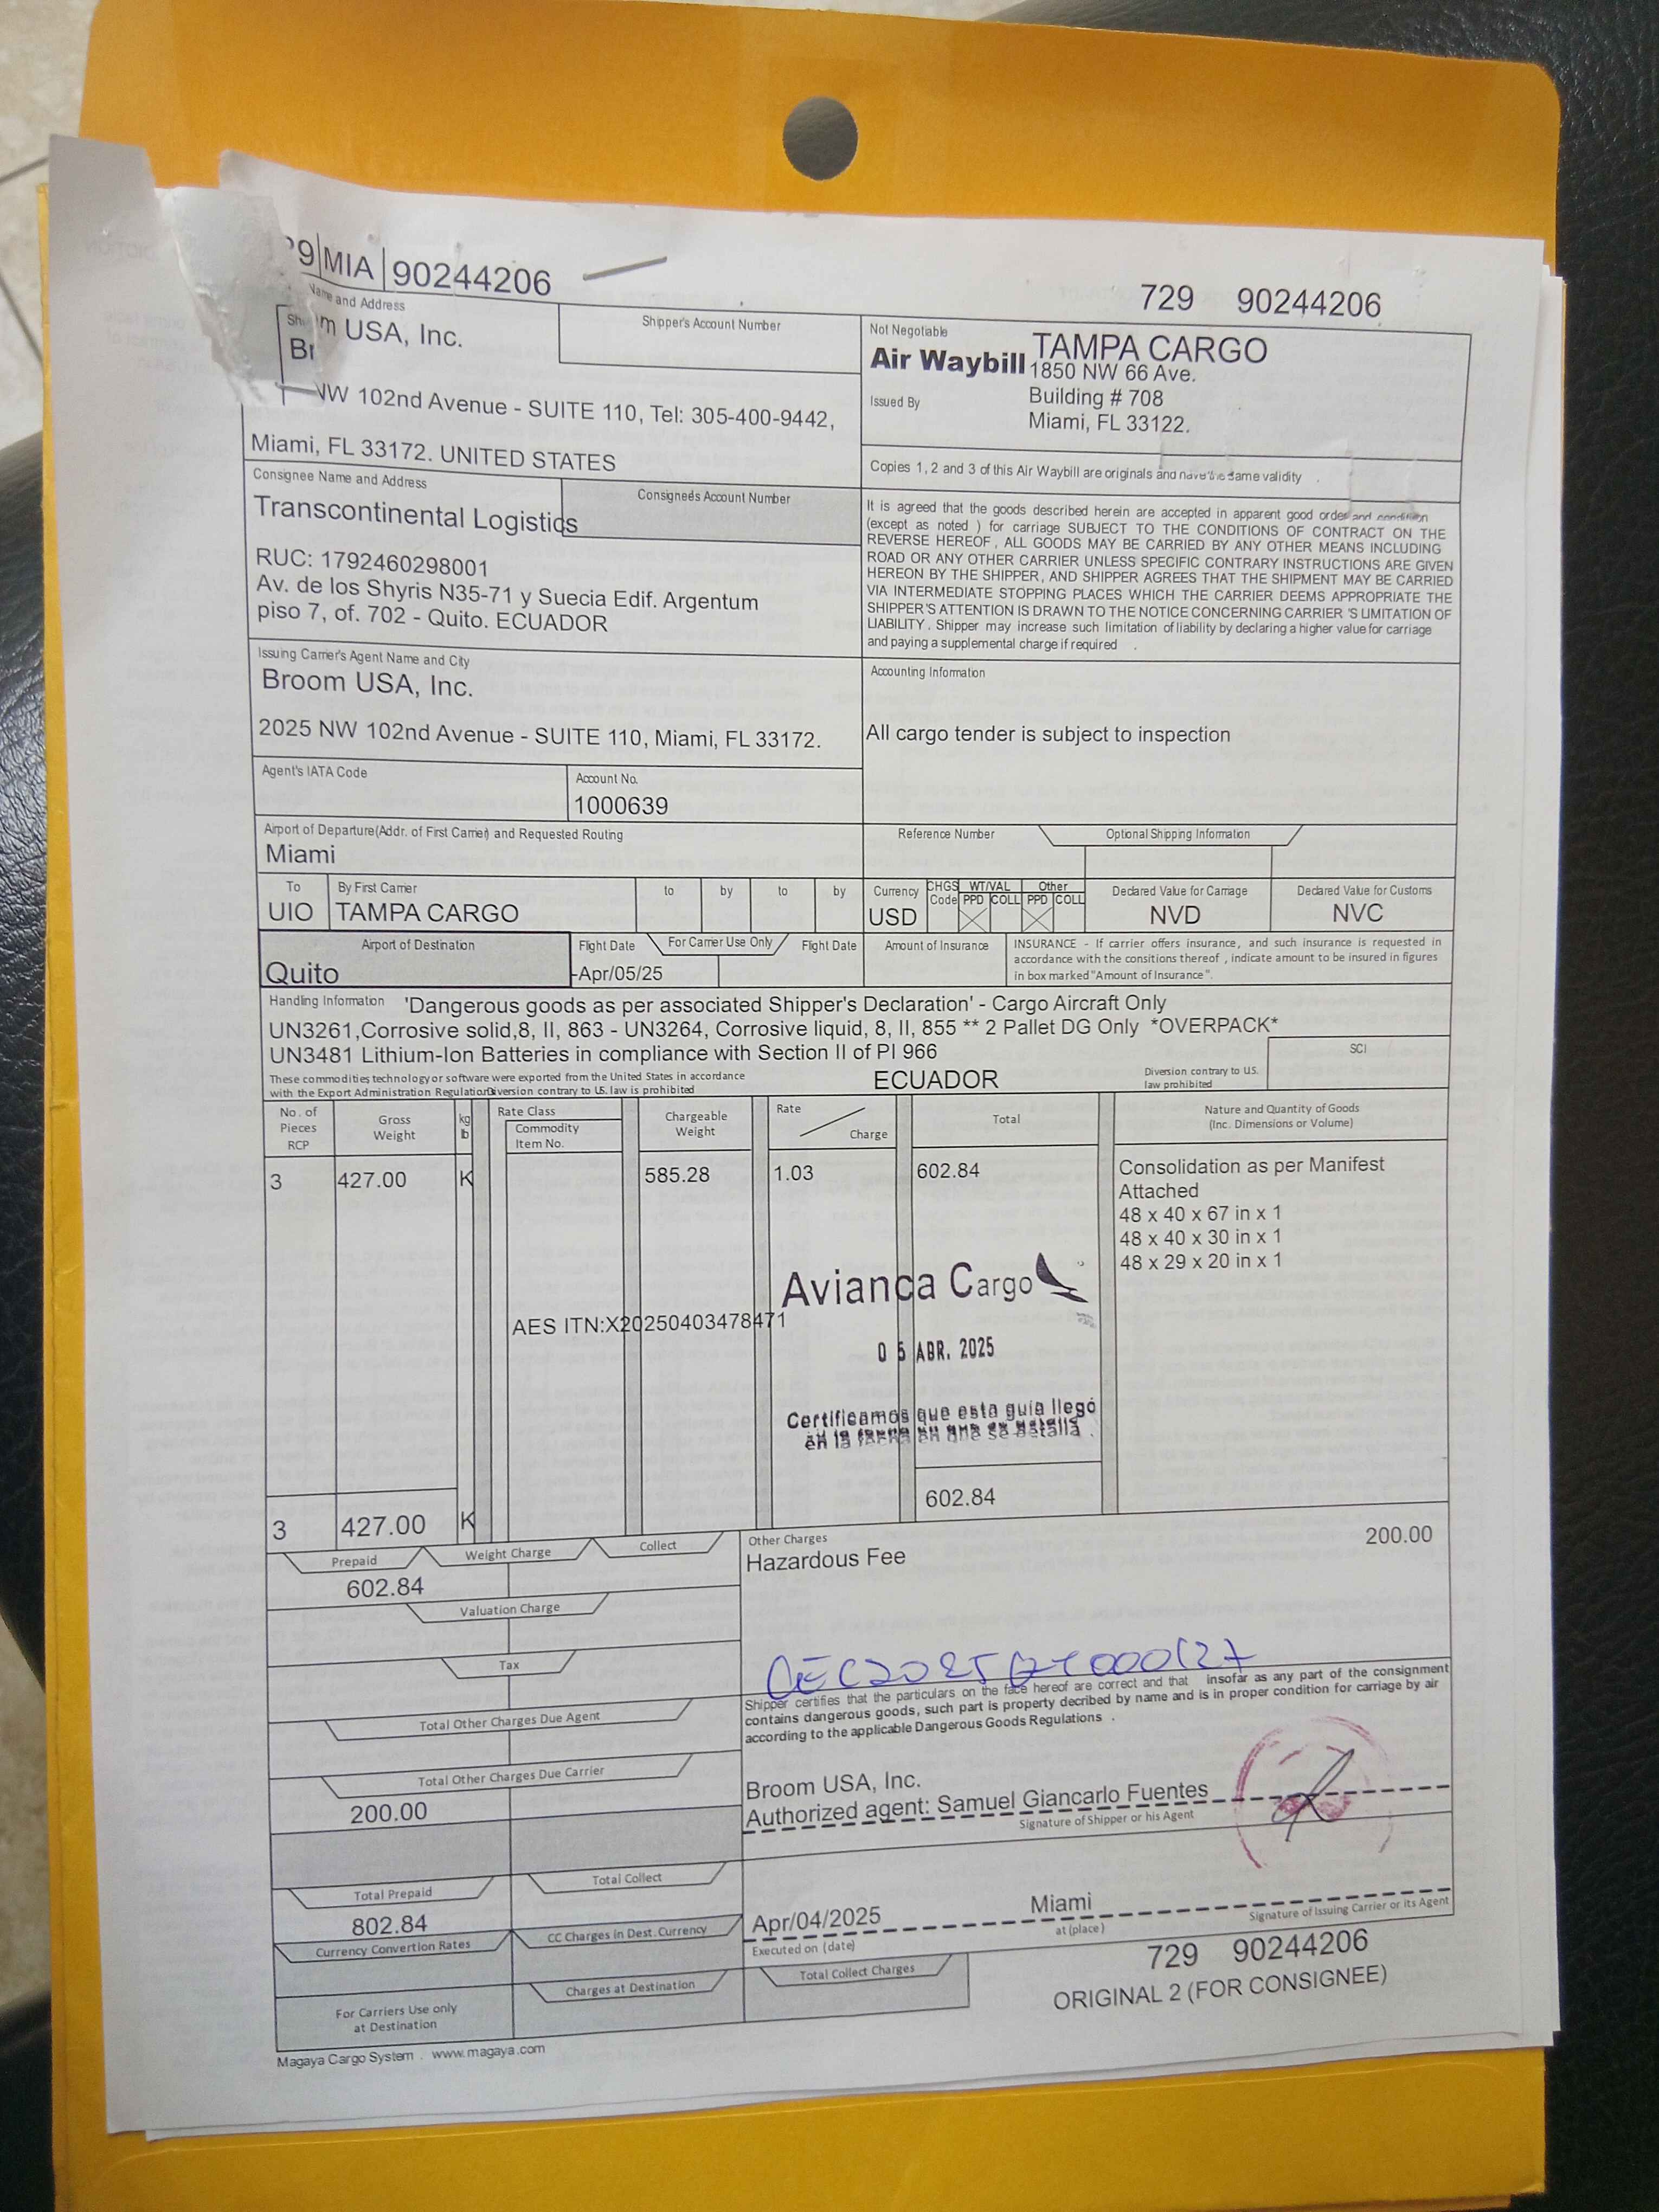 9 MIA 90244206
729 90244206
Name and Address
Shipper's Account Number
m USA, Inc.
NW 102nd Avenue - SUITE 110, Tel: 305-400-9442,
Miami, FL 33172. UNITED STATES
Not Negotiable
Air Waybill
Issued By
TAMPA CARGO
1850 NW 66 Ave.
Building # 708
Miami, FL 33122.
Copies 1, 2 and 3 of this Air Waybill are originals and have the same validity
Consignee Name and Address
Consignee's Account Number
Transcontinental Logistics
RUC: 1792460298001
Av. de los Shyris N35-71 y Suecia Edif. Argentum
piso 7, of. 702 - Quito. ECUADOR
It is agreed that the goods described herein are accepted in apparent good order and condition
(except as noted ) for carriage SUBJECT TO THE CONDITIONS OF CONTRACT ON THE
REVERSE HEREOF, ALL GOODS MAY BE CARRIED BY ANY OTHER MEANS INCLUDING
ROAD OR ANY OTHER CARRIER UNLESS SPECIFIC CONTRARY INSTRUCTIONS ARE GIVEN
HEREON BY THE SHIPPER, AND SHIPPER AGREES THAT THE SHIPMENT MAY BE CARRIED
VIA INTERMEDIATE STOPPING PLACES WHICH THE CARRIER DEEMS APPROPRIATE THE
SHIPPER'S ATTENTION IS DRAWN TO THE NOTICE CONCERNING CARRIER 'S LIMITATION OF
LIABILITY . Shipper may increase such limitation of liability by declaring a higher value for carriage
and paying a supplemental charge if required .
Issuing Carrier's Agent Name and City
Broom USA, Inc.
2025 NW 102nd Avenue - SUITE 110, Miami, FL 33172.
Accounting Information
All cargo tender is subject to inspection
Agent's IATA Code
Account No.
1000639
Airport of Departure(Addr. of First Carrier) and Requested Routing
Miami
Reference Number
Optional Shipping Information
To
UIO
By First Carrier
TAMPA CARGO
to by to by
Currency
USD
CHGS Code
WT/VAL
PPD COLL
Other
PPD COLL
Declared Value for Carriage
NVD
Declared Value for Customs
NVC
Airport of Destination
Quito
Flight Date
For Carrier Use Only
Flight Date
-Apr/05/25
Amount of Insurance
INSURANCE - If carrier offers insurance, and such insurance is requested in
accordance with the consitions thereof , indicate amount to be insured in figures
in box marked "Amount of Insurance".
Handling Information 'Dangerous goods as per associated Shipper's Declaration' - Cargo Aircraft Only
UN3261,Corrosive solid,8, II, 863 - UN3264, Corrosive liquid, 8, II, 855 ** 2 Pallet DG Only *OVERPACK*
UN3481 Lithium-Ion Batteries in compliance with Section II of PI 966
SCI
These commodities technology or software were exported from the United States in accordance
with the Export Administration Regulation Diversion contrary to U.S. law is prohibited
ECUADOR
Diversion contrary to U.S.
law prohibited
No. of
Pieces
RCP
Gross
Weight
kg
lb
Rate Class
Commodity
Item No.
Chargeable
Weight
Rate
Charge
Total
Nature and Quantity of Goods
(Inc. Dimensions or Volume)
3 427.00 K 585.28 1.03 602.84
Consolidation as per Manifest
Attached
48 x 40 x 67 in x 1
48 x 40 x 30 in x 1
48 x 29 x 20 in x 1
Avianca Cargo
AES ITN:X20250403478471
0 5 ABR. 2025
Certificamos que esta guia llegó
en la fecha en que se detalla .
602.84
3 427.00 K
Prepaid
Weight Charge
Collect
602.84
Other Charges
Hazardous Fee 200.00
Valuation Charge
Tax
Shipper certifies that the particulars on the face hereof are correct and that insofar as any part of the consignment
contains dangerous goods, such part is property decribed by name and is in proper condition for carriage by air
according to the applicable Dangerous Goods Regulations .
Total Other Charges Due Agent
Total Other Charges Due Carrier
200.00
Broom USA, Inc.
Authorized agent: Samuel Giancarlo Fuentes
Signature of Shipper or his Agent
Total Prepaid
Total Collect
802.84
Apr/04/2025
Miami
Executed on (date)
at (place)
Signature of Issuing Carrier or its Agent
Currency Convertion Rates
CC Charges in Dest. Currency
For Carriers Use only
at Destination
Charges at Destination
Total Collect Charges
729 90244206
ORIGINAL 2 (FOR CONSIGNEE)
Magaya Cargo System . www.magaya.com